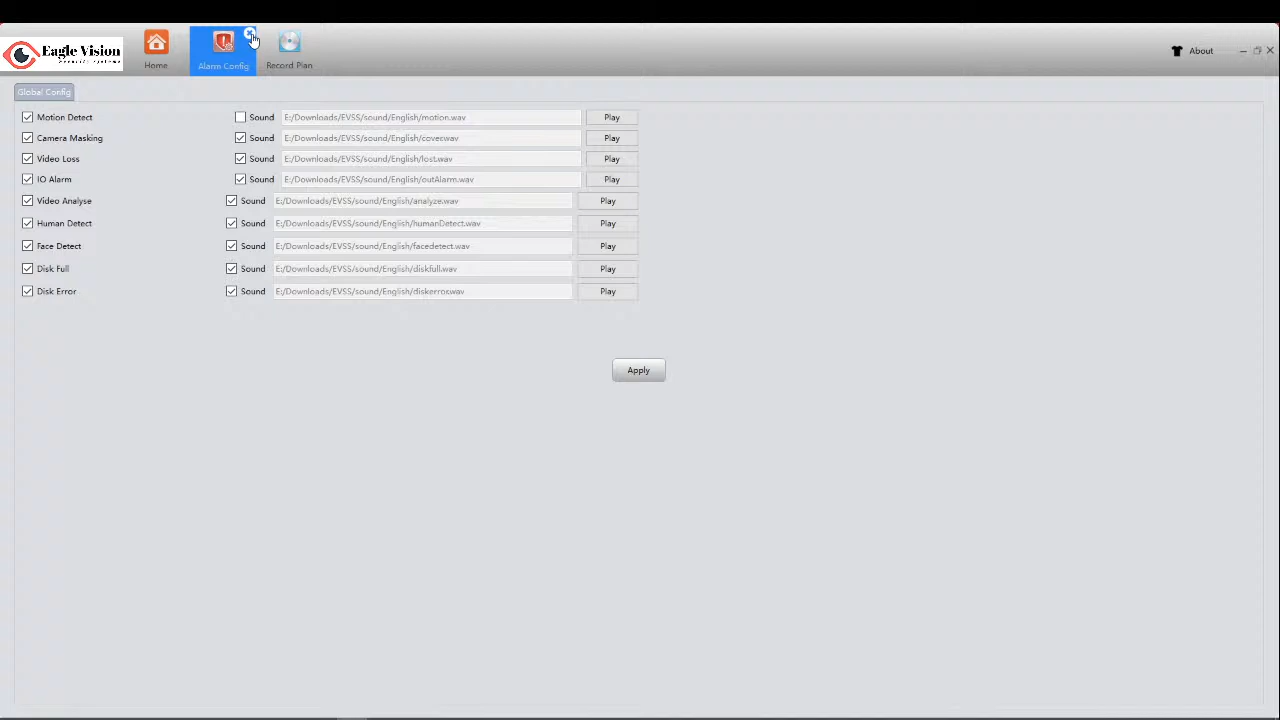 Eagle Vision
Home
Alarm Config
Record Plan
About
Global Config
Motion Detect Sound E:/Downloads/EVSS/sound/English/motion.wav Play
Camera Masking Sound E:/Downloads/EVSS/sound/English/cover.wav Play
Video Loss Sound E:/Downloads/EVSS/sound/English/lost.wav Play
IO Alarm Sound E:/Downloads/EVSS/sound/English/outAlarm.wav Play
Video Analyse Sound E:/Downloads/EVSS/sound/English/analyze.wav Play
Human Detect Sound E:/Downloads/EVSS/sound/English/humanDetect.wav Play
Face Detect Sound E:/Downloads/EVSS/sound/English/facedetect.wav Play
Disk Full Sound E:/Downloads/EVSS/sound/English/diskfull.wav Play
Disk Error Sound E:/Downloads/EVSS/sound/English/diskerror.wav Play
Apply